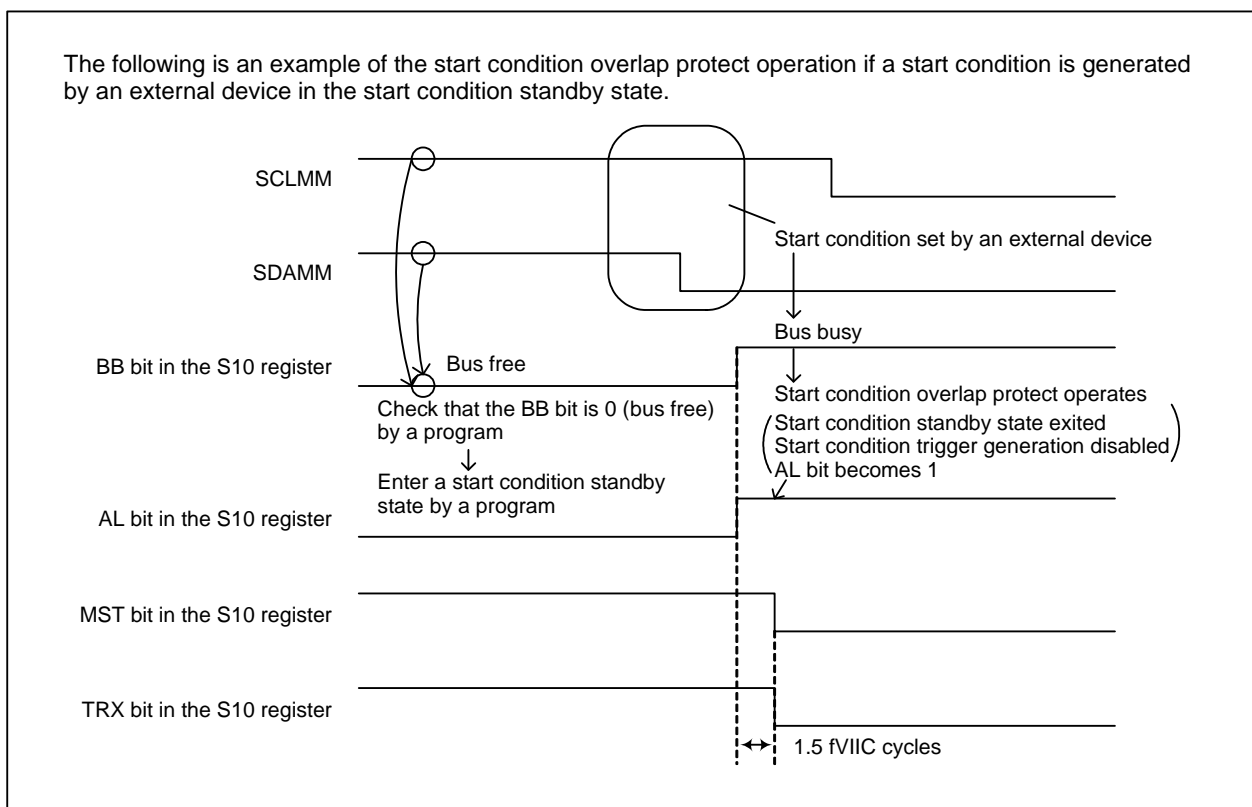 The following is an example of the start condition overlap protect operation if a start condition is generated
by an external device in the start condition standby state.
SCLMM
Start condition set by an external device
SDAMM
Bus busy
BB bit in the S10 register
Bus free
Check that the BB bit is 0 (bus free)
by a program
Enter a start condition standby
state by a program
Start condition overlap protect operates
Start condition standby state exited
Start condition trigger generation disabled
AL bit becomes 1
AL bit in the S10 register
MST bit in the S10 register
TRX bit in the S10 register
1.5 fVIIC cycles